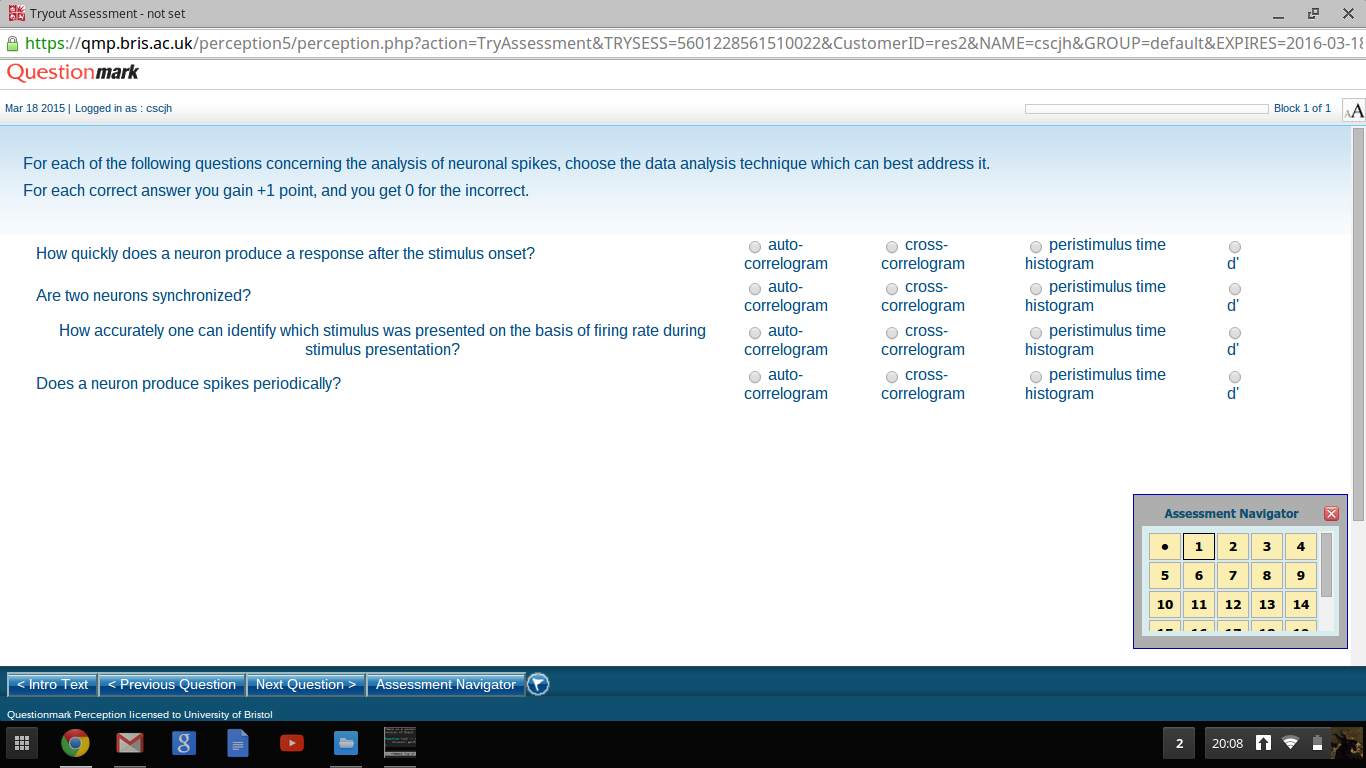 Tryout Assessment - not set
https://qmp.bris.ac.uk/perception5/perception.php?action=TryAssessment&TRYSESS=5601228561510022&CustomerID=res2&NAME=cscjh&GROUP=default&EXPIRES=2016-03-18
Questionmark
Mar 18 2015 | Logged in as : cscjh
Block 1 of 1
AA
For each of the following questions concerning the analysis of neuronal spikes, choose the data analysis technique which can best address it.
For each correct answer you gain +1 point, and you get 0 for the incorrect.
How quickly does a neuron produce a response after the stimulus onset?
auto-
correlogram
cross-
correlogram
peristimulus time
histogram
d'
Are two neurons synchronized?
auto-
correlogram
cross-
correlogram
peristimulus time
histogram
d'
How accurately one can identify which stimulus was presented on the basis of firing rate during
stimulus presentation?
auto-
correlogram
cross-
correlogram
peristimulus time
histogram
d'
Does a neuron produce spikes periodically?
auto-
correlogram
cross-
correlogram
peristimulus time
histogram
d'
Assessment Navigator
• 1 2 3 4
5 6 7 8 9
10 11 12 13 14
< Intro Text < Previous Question Next Question > Assessment Navigator
Questionmark Perception licensed to University of Bristol
2 20:08